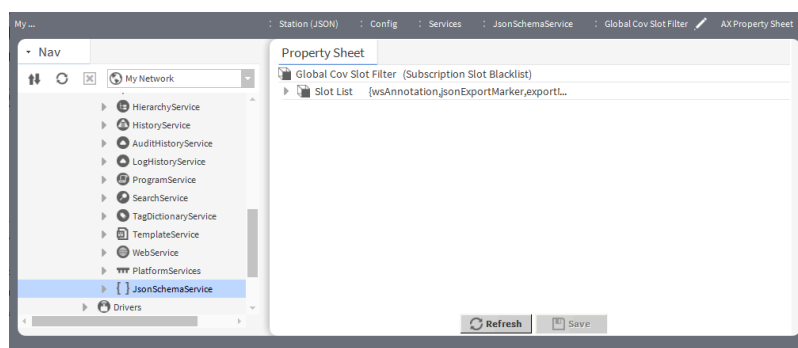 My ... : Station (JSON) : Config : Services : JsonSchemaService : Global Cov Slot Filter AX Property Sheet
Nav
My Network
HierarchyService
HistoryService
AuditHistoryService
LogHistoryService
ProgramService
SearchService
TagDictionaryService
TemplateService
WebService
PlatformServices
{ } JsonSchemaService
Drivers
Property Sheet
Global Cov Slot Filter (Subscription Slot Blacklist)
Slot List {wsAnnotation,jsonExportMarker,export!...
Refresh Save